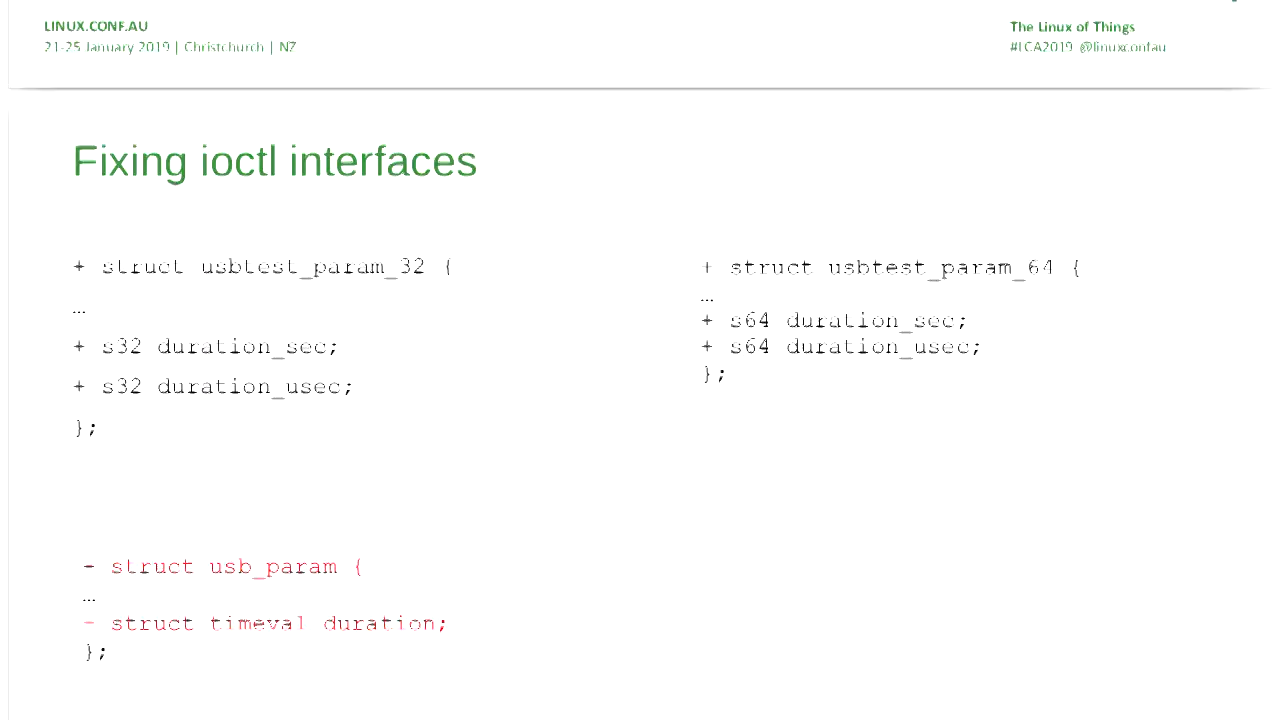 LINUX.CONF.AU
21-25 January 2019 | Christchurch | NZ
The Linux of Things
#LCA2019 @linuxconfau
Fixing ioctl interfaces
+ struct usbtest_param_32 {
...
+ s32 duration_sec;
+ s32 duration_usec;
};
+ struct usbtest_param_64 {
...
+ s64 duration_sec;
+ s64 duration_usec;
};
- struct usb_param {
...
- struct timeval duration;
};